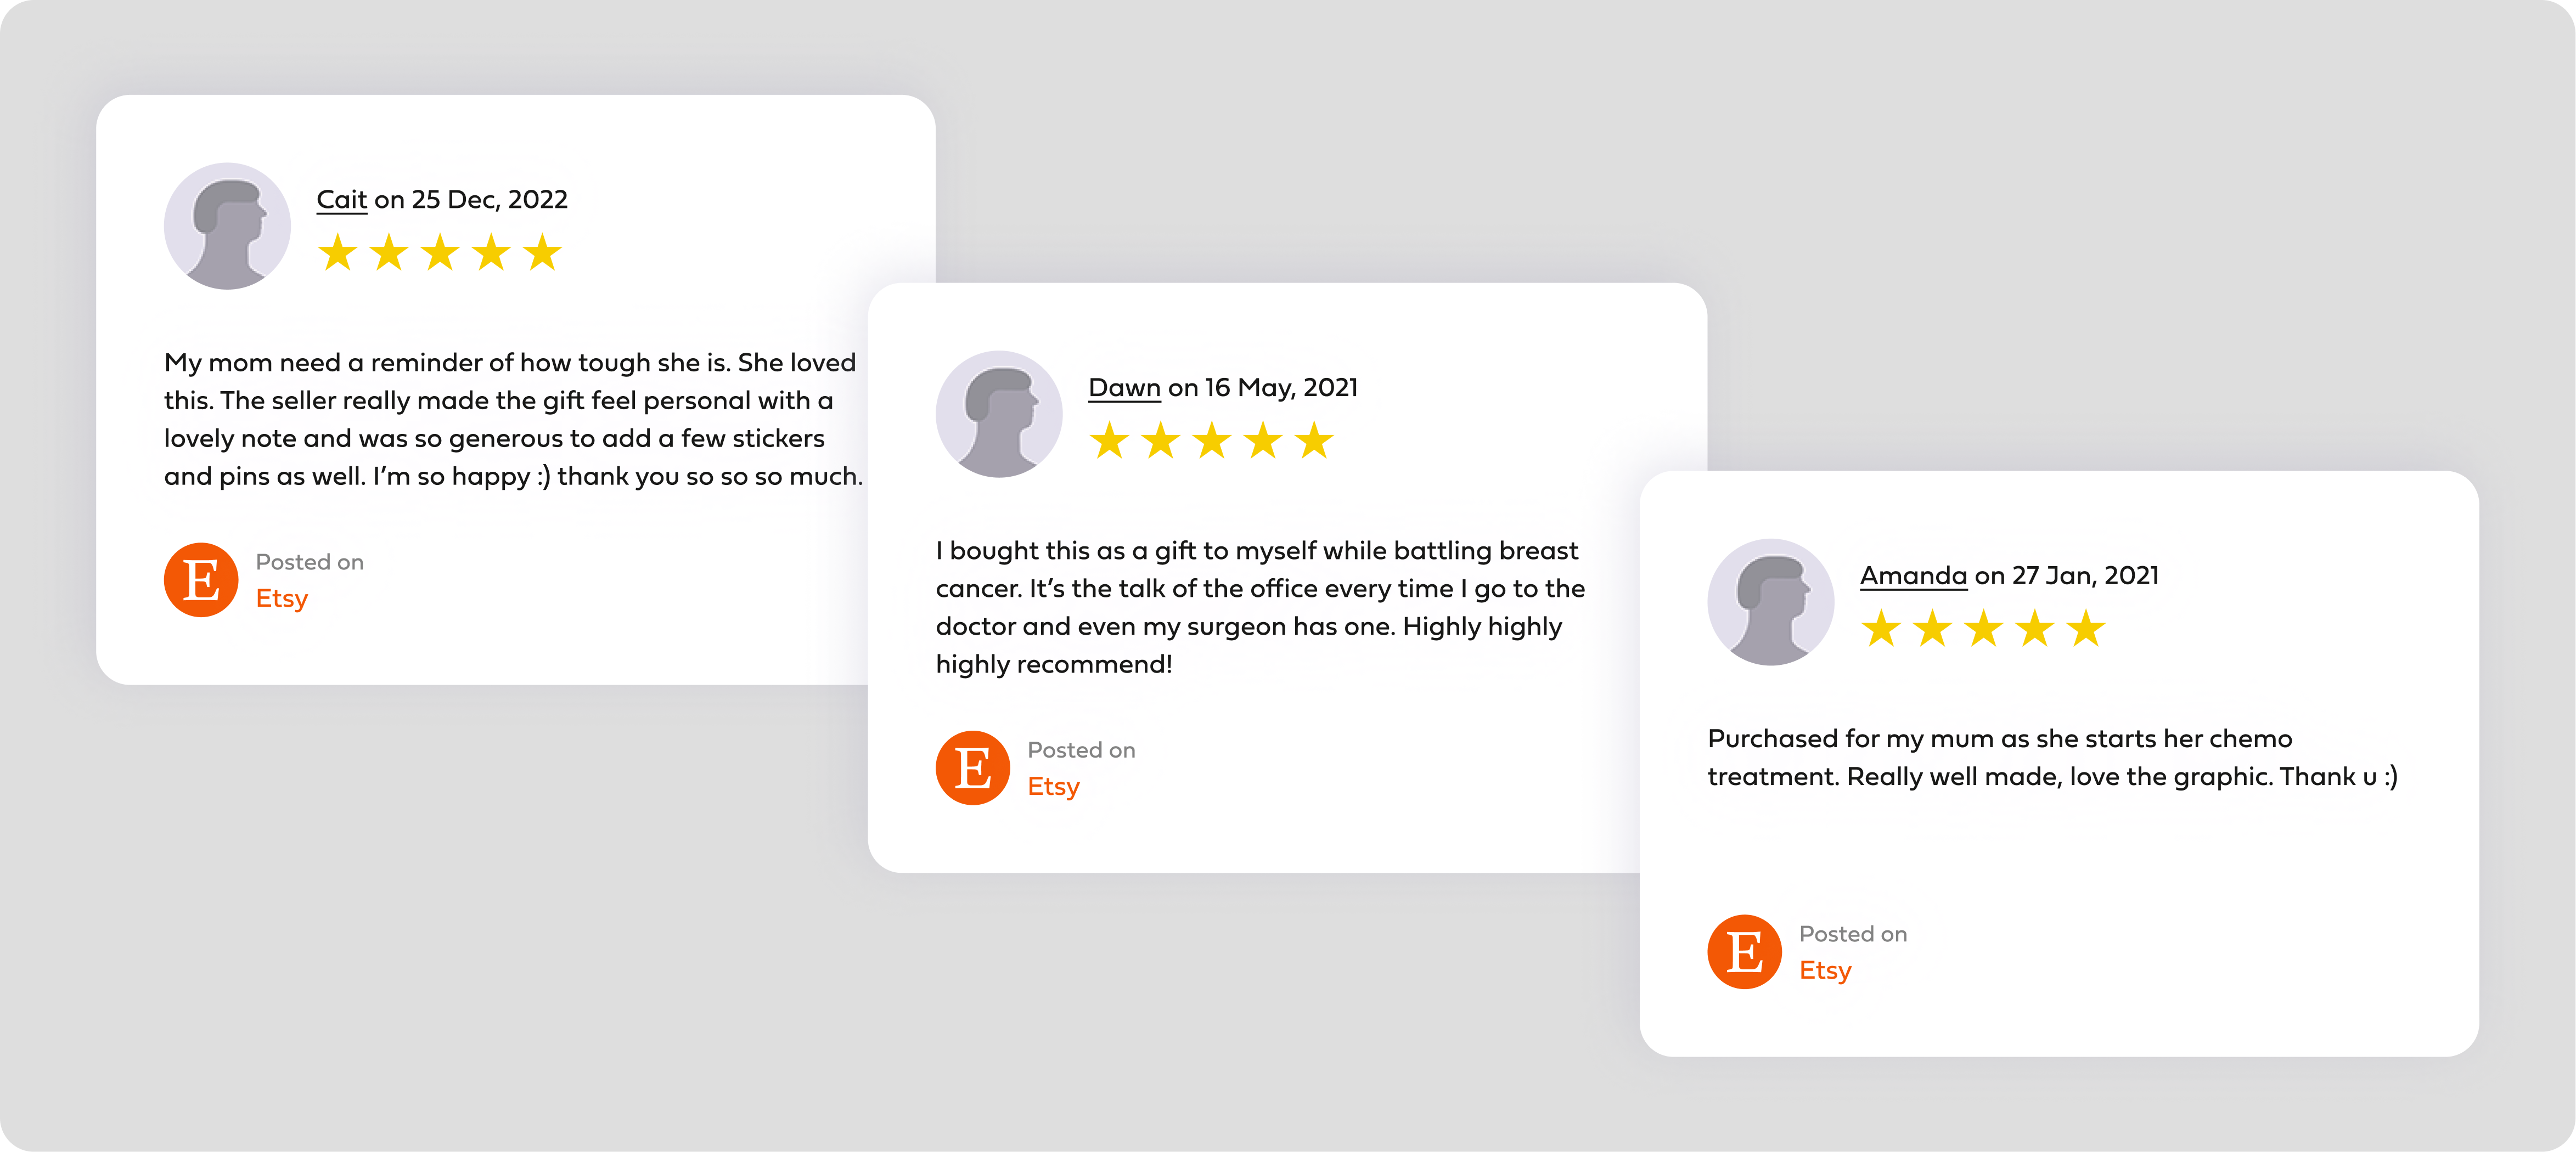 Cait on 25 Dec, 2022
My mom need a reminder of how tough she is. She loved
this. The seller really made the gift feel personal with a
lovely note and was so generous to add a few stickers
and pins as well. I’m so happy :) thank you so so so much.
E
Posted on
Etsy
Dawn on 16 May, 2021
I bought this as a gift to myself while battling breast
cancer. It’s the talk of the office every time I go to the
doctor and even my surgeon has one. Highly highly
highly recommend!
E
Posted on
Etsy
Amanda on 27 Jan, 2021
Purchased for my mum as she starts her chemo
treatment. Really well made, love the graphic. Thank u :)
E
Posted on
Etsy